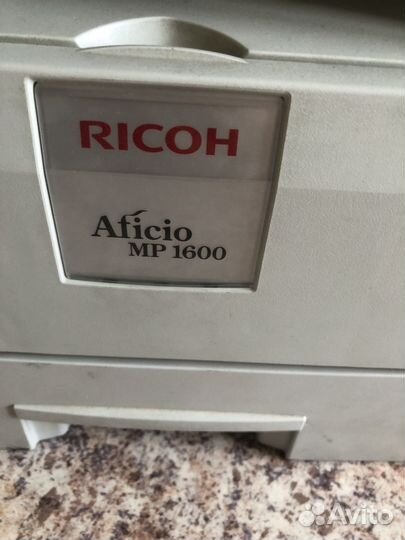 RICOH
Aficio
MP 1600
Avito